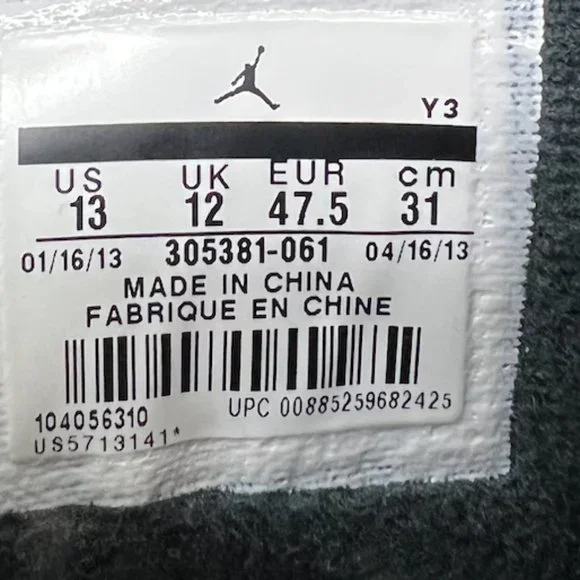 Y3
US UK EUR cm
13 12 47.5 31
01/16/13 305381-061 04/16/13
MADE IN CHINA
FABRIQUE EN CHINE
104056310 UPC 00885259682425
US5713141*